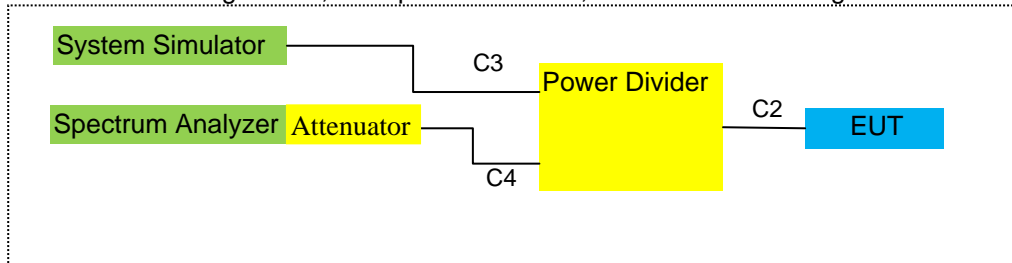 System Simulator
C3
Power Divider
Spectrum Analyzer
Attenuator
C2
EUT
C4